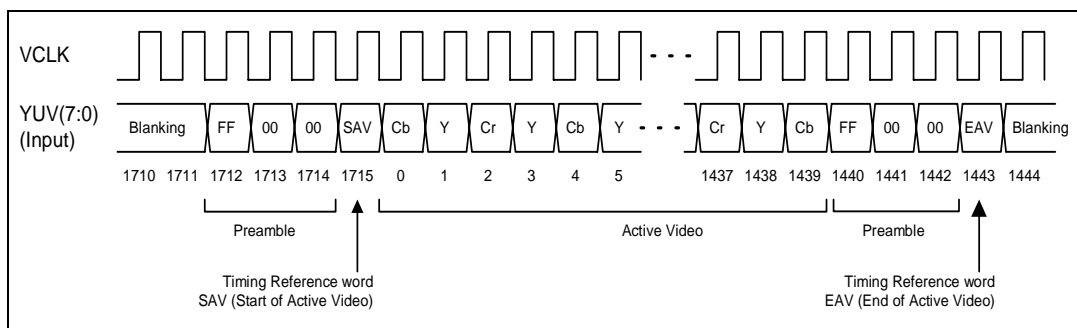 VCLK
YUV(7:0) Blanking FF 00 00 SAV Cb Y Cr Y Cb Y Cr Y Cb FF 00 00 EAV Blanking
(Input)
1710 1711 1712 1713 1714 1715 0 1 2 3 4 5 1437 1438 1439 1440 1441 1442 1443 1444
Preamble Active Video Preamble
Timing Reference word Timing Reference word
SAV (Start of Active Video) EAV (End of Active Video)